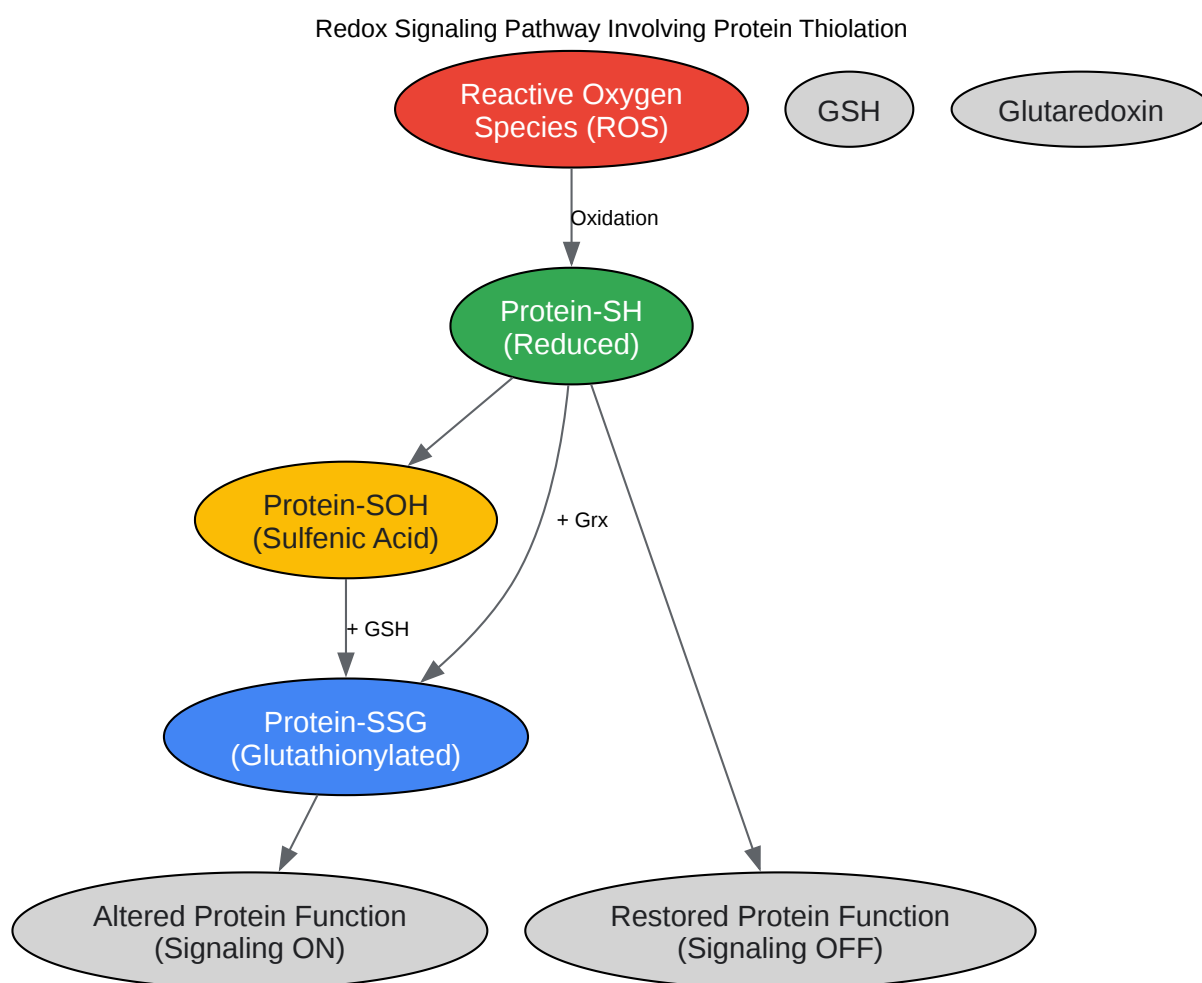 Redox Signaling Pathway Involving Protein Thiolation
Reactive Oxygen
Species (ROS)
GSH
Glutaredoxin
Oxidation
Protein-SH
(Reduced)
Protein-SOH
(Sulfenic Acid)
+ Grx
+ GSH
Protein-SSG
(Glutathionylated)
Altered Protein Function
(Signaling ON)
Restored Protein Function
(Signaling OFF)